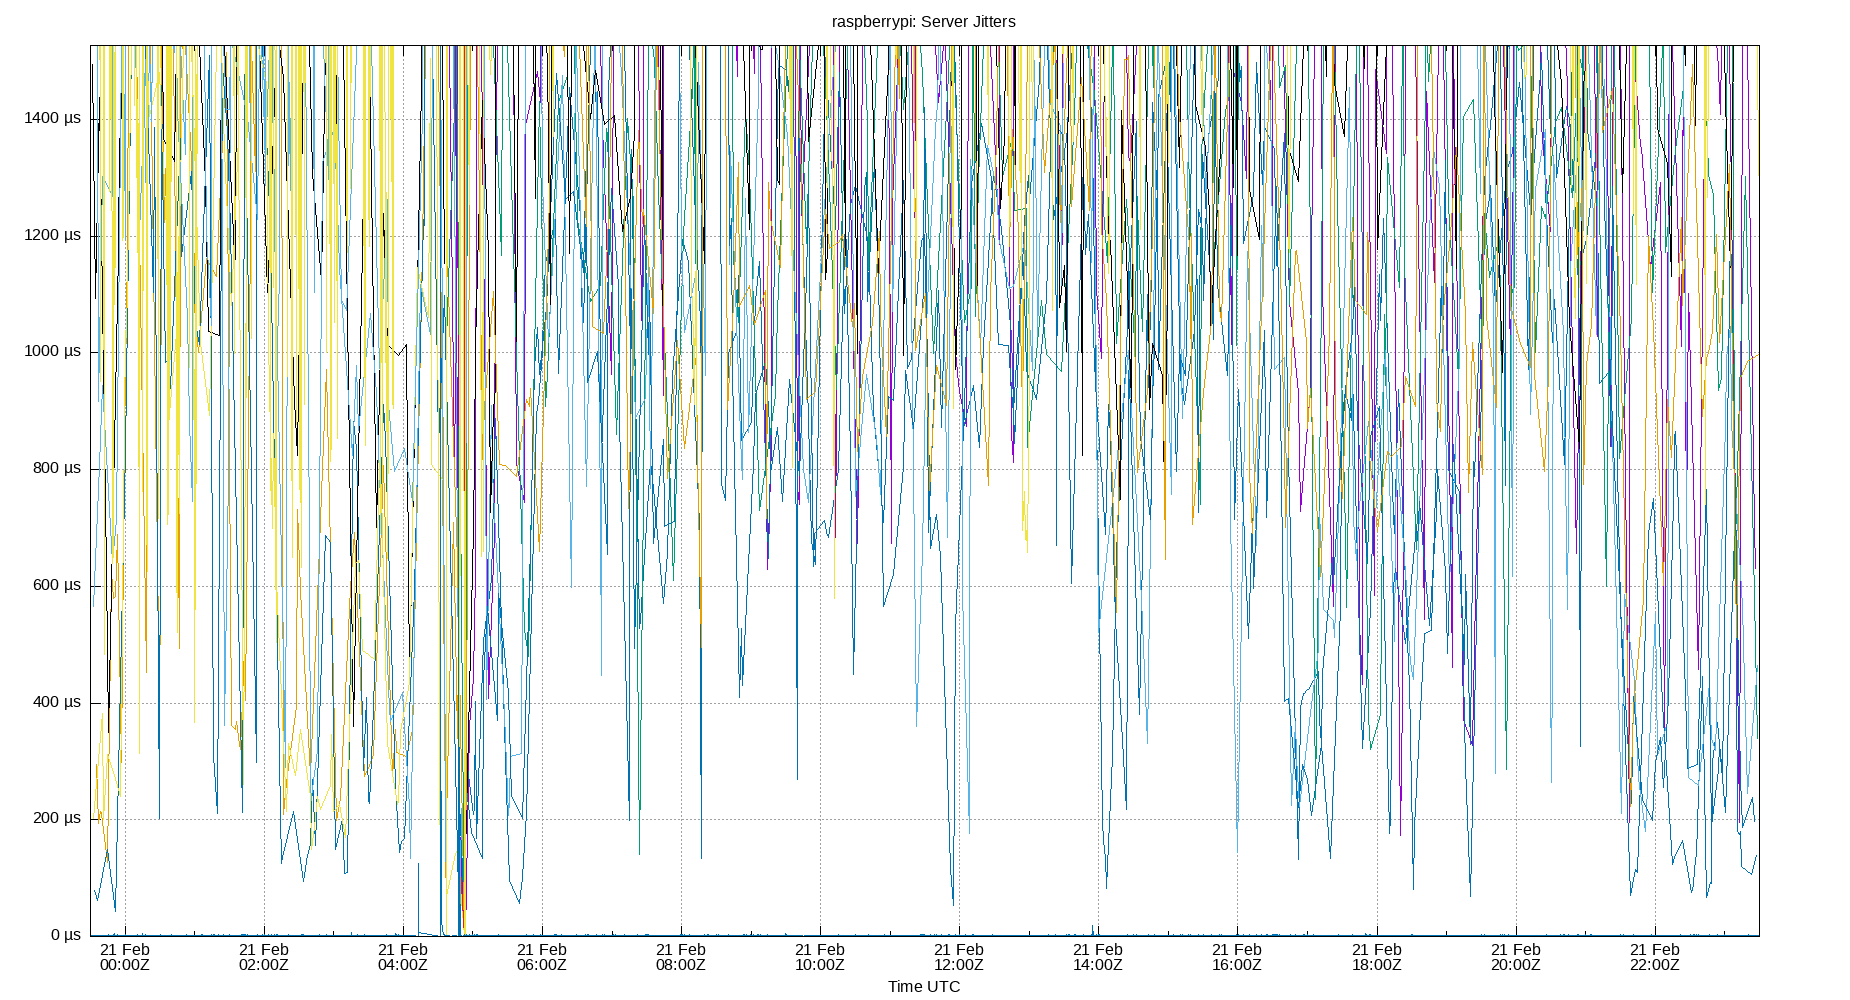 raspberrypi: Server Jitters
1400 µs
1200 µs
1000 µs
800 µs
600 µs
400 µs
200 µs
0 µs
21 Feb 21 Feb 21 Feb 21 Feb 21 Feb 21 Feb 21 Feb 21 Feb 21 Feb 21 Feb 21 Feb 21 Feb
00:00Z 02:00Z 04:00Z 06:00Z 08:00Z 10:00Z 12:00Z 14:00Z 16:00Z 18:00Z 20:00Z 22:00Z
Time UTC